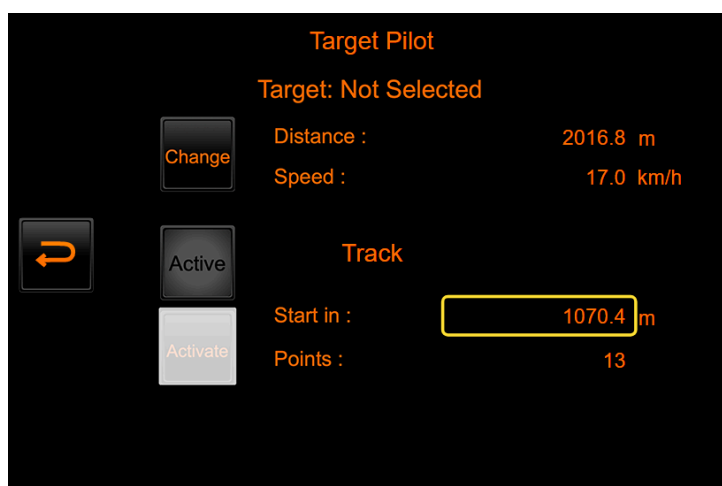 Target Pilot
Target: Not Selected
Change
Distance : 2016.8 m
Speed : 17.0 km/h
Active
Track
Activate
Start in : 1070.4 m
Points : 13